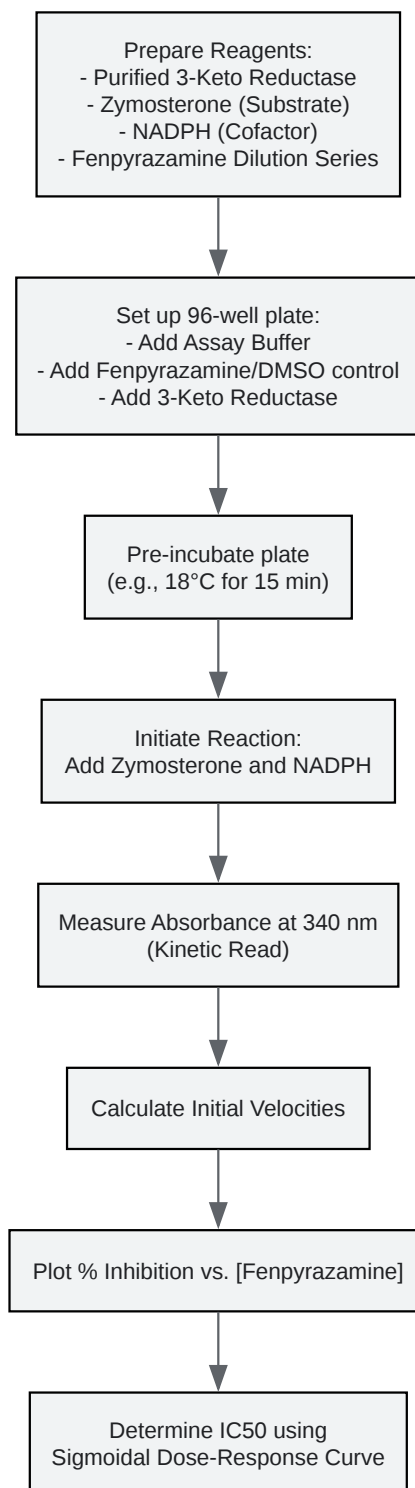 Prepare Reagents:
- Purified 3-Keto Reductase
- Zymosterone (Substrate)
- NADPH (Cofactor)
- Fenpyrazamine Dilution Series
Set up 96-well plate:
- Add Assay Buffer
- Add Fenpyrazamine/DMSO control
- Add 3-Keto Reductase
Pre-incubate plate
(e.g., 18°C for 15 min)
Initiate Reaction:
Add Zymosterone and NADPH
Measure Absorbance at 340 nm
(Kinetic Read)
Calculate Initial Velocities
Plot % Inhibition vs. [Fenpyrazamine]
Determine IC50 using
Sigmoidal Dose-Response Curve